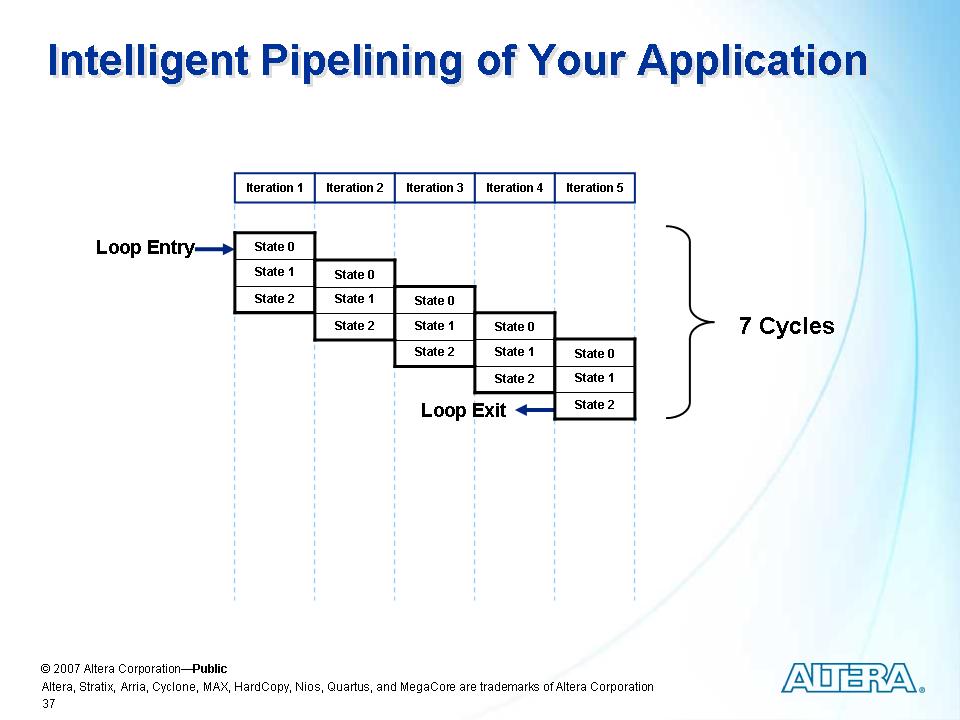 Intelligent Pipelining of Your Application
Iteration 1 Iteration 2 Iteration 3 Iteration 4 Iteration 5
Loop Entry State 0
State 1 State 0
State 2 State 1 State 0
State 2 State 1 State 0
7 Cycles
State 2 State 1 State 0
State 2 State 1
Loop Exit State 2
© 2007 Altera Corporation—Public
Altera, Stratix, Arria, Cyclone, MAX, HardCopy, Nios, Quartus, and MegaCore are trademarks of Altera Corporation
37
ALTERA®